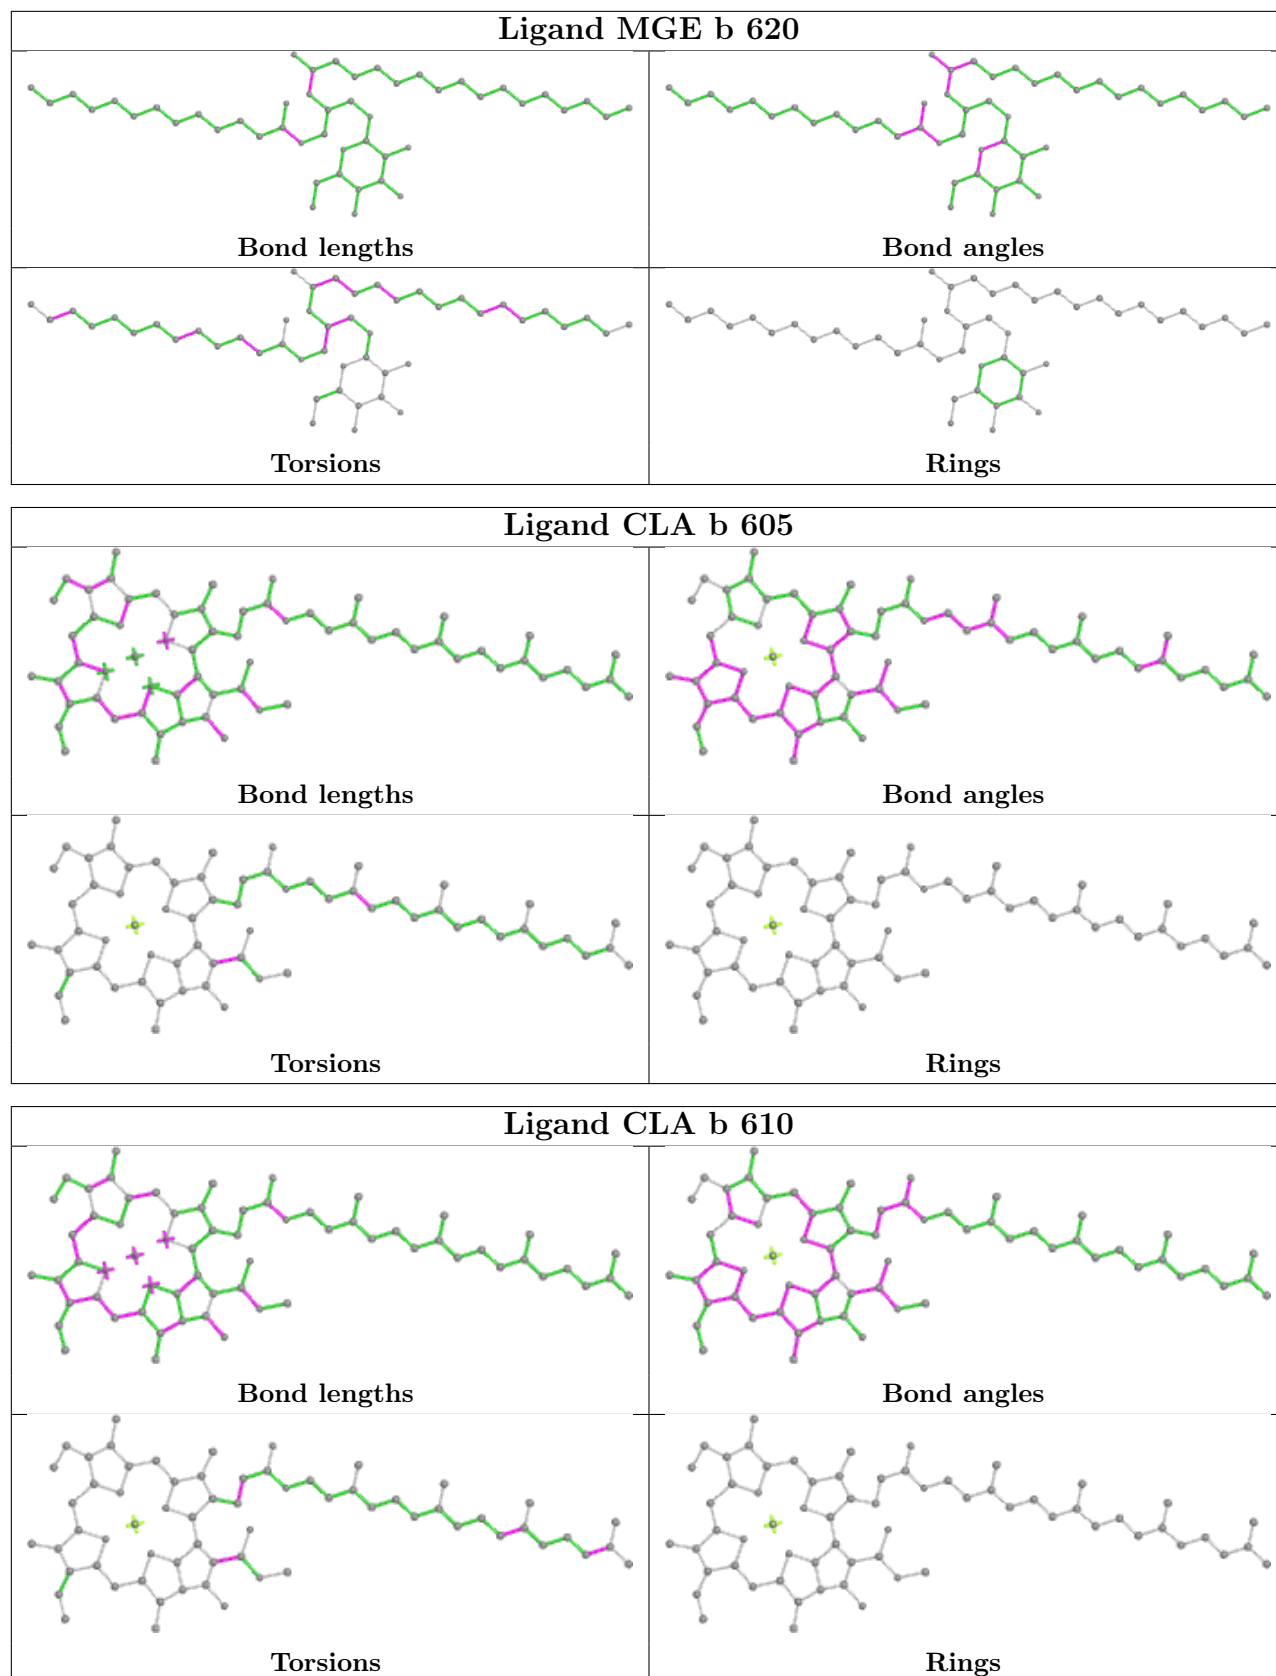 Ligand MGE b 620
Bond lengths
Bond angles
Torsions
Rings
Ligand CLA b 605
Bond lengths
Bond angles
Torsions
Rings
Ligand CLA b 610
Bond lengths
Bond angles
Torsions
Rings